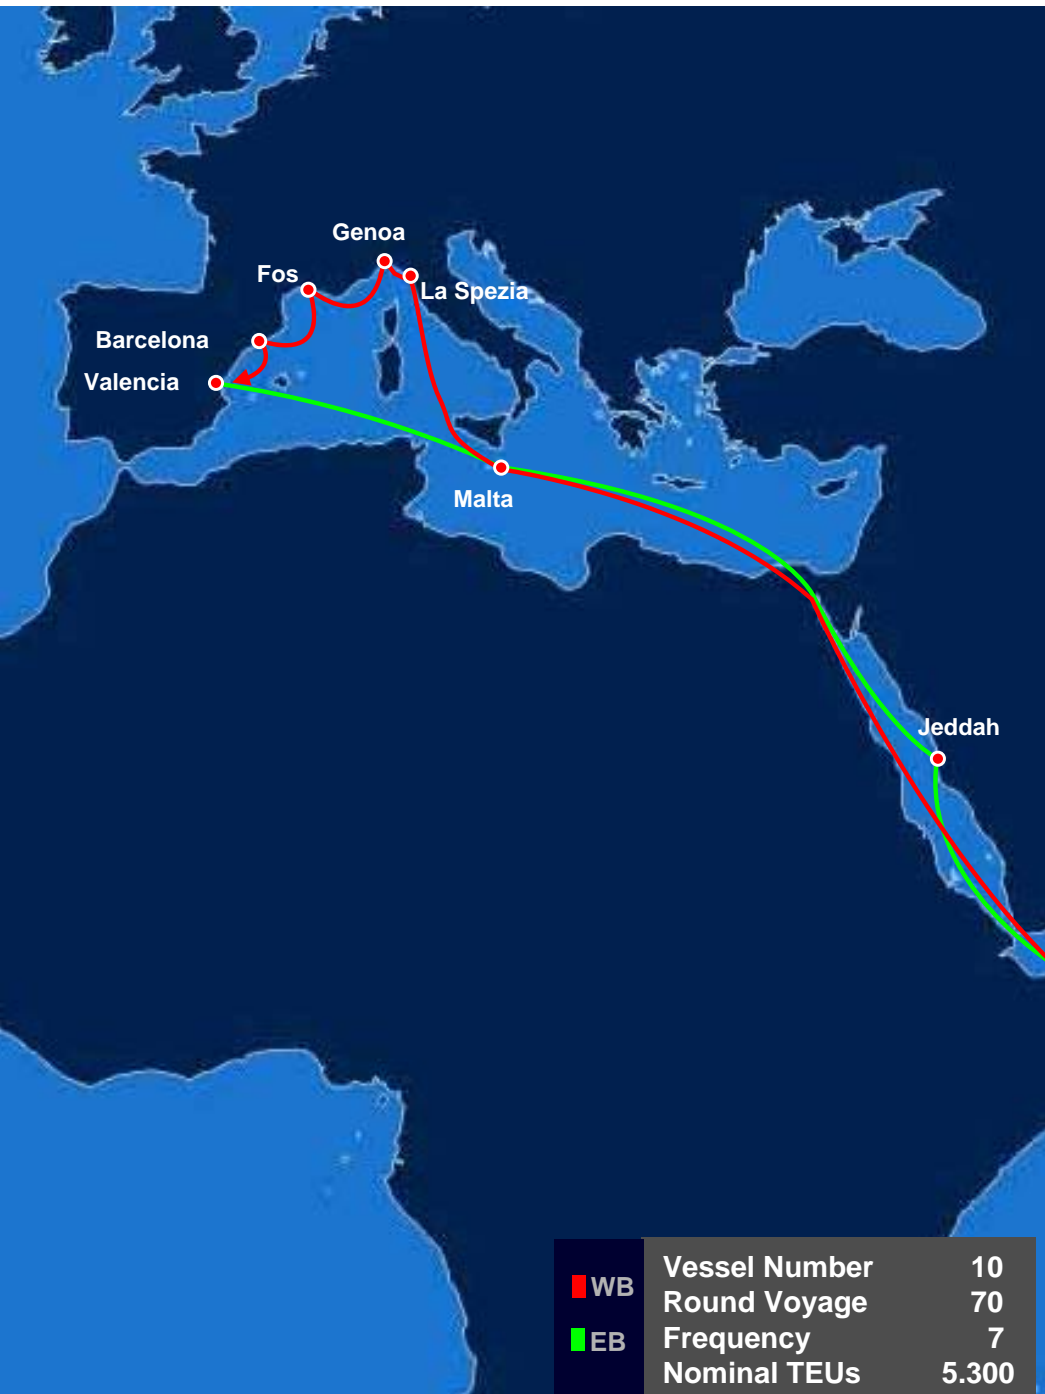 Genoa
Fos
La Spezia
Barcelona
Valencia
Malta
Jeddah
WB
EB
Vessel Number 10
Round Voyage 70
Frequency 7
Nominal TEUs 5.300